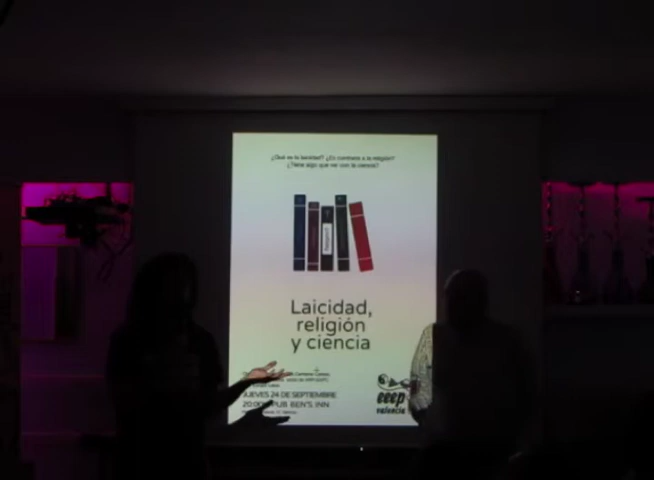 ¿Qué es la laicidad? ¿Es contraria a la religión?
¿Tiene algo que ver con la ciencia?
Laicidad,
religión
y ciencia
JUEVES 24 DE SEPTIEMBRE
20:00 PUB BEN'S INN
eeep
valencia